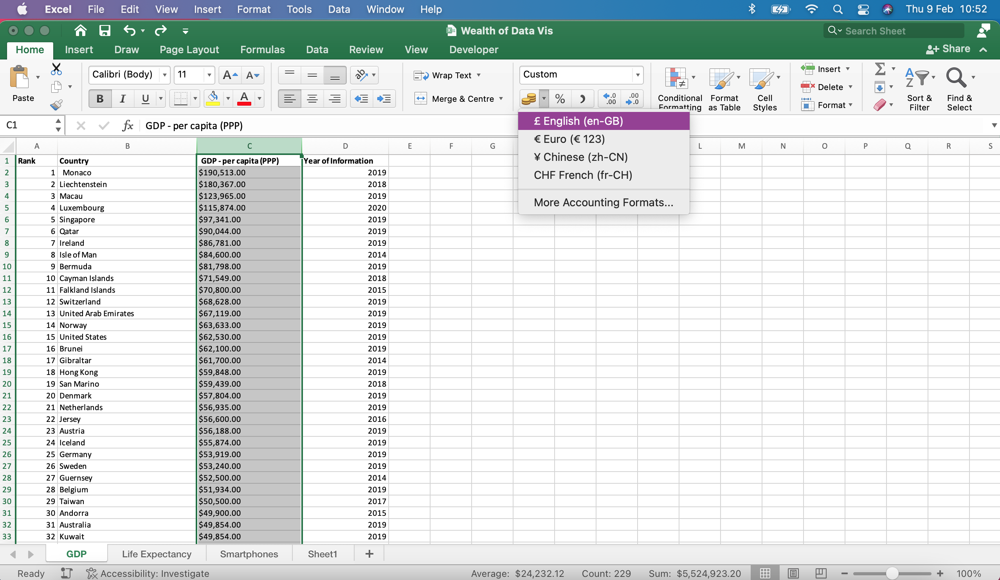 Excel File Edit View Insert Format Tools Data Window Help Thu 9 Feb 10:52
Wealth of Data Vis
Search Sheet
Home Insert Draw Page Layout Formulas Data Review View Developer
Share
Paste
Calibri (Body) 11
B I U
Wrap Text
Merge & Centre
Custom
%
Conditional Formatting
Format as Table
Cell Styles
Insert
Delete
Format
Sort & Filter
Find & Select
C1 fx GDP - per capita (PPP)
£ English (en-GB)
€ Euro (€ 123)
¥ Chinese (zh-CN)
CHF French (fr-CH)
More Accounting Formats...
A B C D E F G L M N O P Q R S
1 Rank Country GDP - per capita (PPP) Year of Information
2 1 Monaco $190,513.00 2019
3 2 Liechtenstein $180,367.00 2018
4 3 Macau $123,965.00 2019
5 4 Luxembourg $115,874.00 2020
6 5 Singapore $97,341.00 2019
7 6 Qatar $90,044.00 2019
8 7 Ireland $86,781.00 2019
9 8 Isle of Man $84,600.00 2014
10 9 Bermuda $81,798.00 2019
11 10 Cayman Islands $71,549.00 2018
12 11 Falkland Islands $70,800.00 2015
13 12 Switzerland $68,628.00 2019
14 13 United Arab Emirates $67,119.00 2019
15 14 Norway $63,633.00 2019
16 15 United States $62,530.00 2019
17 16 Brunei $62,100.00 2019
18 17 Gibraltar $61,700.00 2014
19 18 Hong Kong $59,848.00 2019
20 19 San Marino $59,439.00 2018
21 20 Denmark $57,804.00 2019
22 21 Netherlands $56,935.00 2019
23 22 Jersey $56,600.00 2016
24 23 Austria $56,188.00 2019
25 24 Iceland $55,874.00 2019
26 25 Germany $53,919.00 2019
27 26 Sweden $53,240.00 2019
28 27 Guernsey $52,500.00 2014
29 28 Belgium $51,934.00 2019
30 29 Taiwan $50,500.00 2017
31 30 Andorra $49,900.00 2015
32 31 Australia $49,854.00 2019
33 32 Kuwait $49,854.00 2019
GDP Life Expectancy Smartphones Sheet1 +
Ready Accessibility: Investigate Average: $24,232.12 Count: 229 Sum: $5,524,923.20 100%